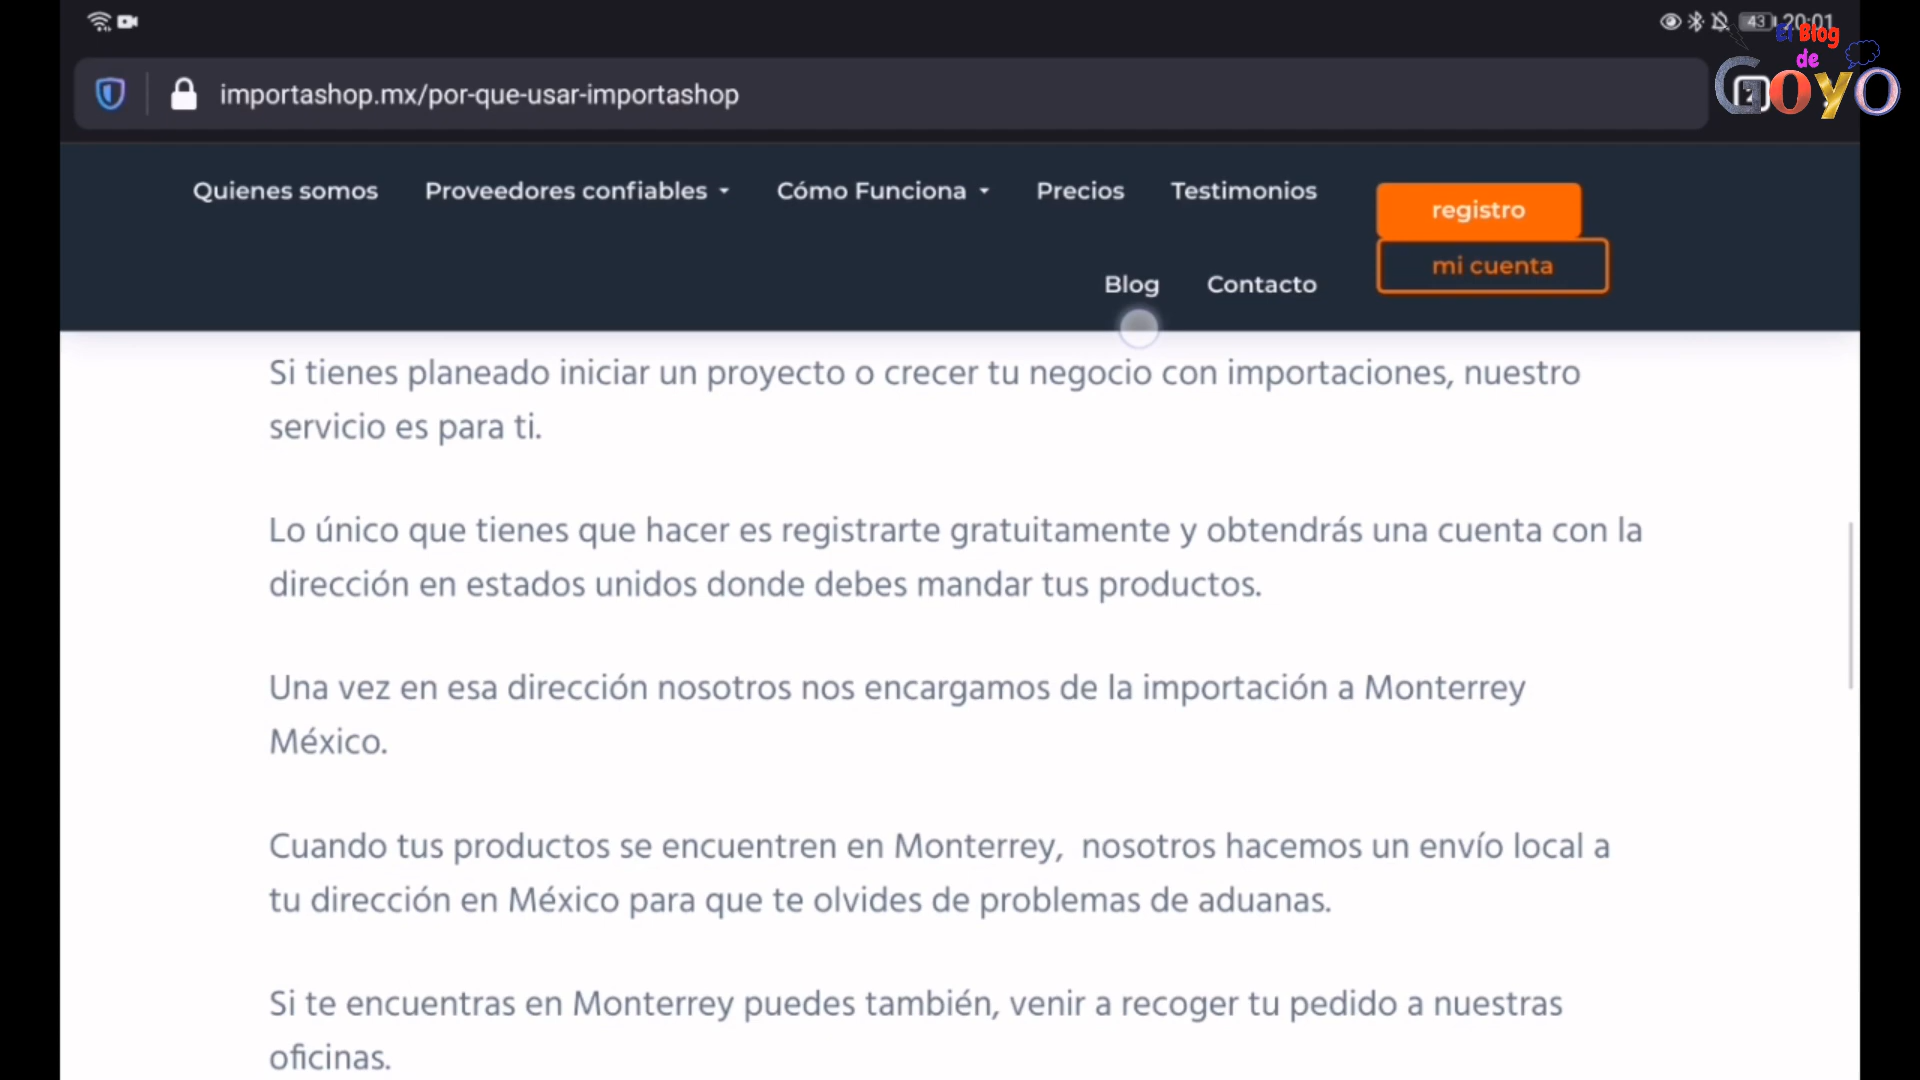 43 20:01
El Blog
de
GOYO
importashop.mx/por-que-usar-importashop
Quienes somos Proveedores confiables Cómo Funciona Precios Testimonios
registro
mi cuenta
Blog Contacto
Si tienes planeado iniciar un proyecto o crecer tu negocio con importaciones, nuestro
servicio es para ti.
Lo único que tienes que hacer es registrarte gratuitamente y obtendrás una cuenta con la
dirección en estados unidos donde debes mandar tus productos.
Una vez en esa dirección nosotros nos encargamos de la importación a Monterrey
México.
Cuando tus productos se encuentren en Monterrey, nosotros hacemos un envío local a
tu dirección en México para que te olvides de problemas de aduanas.
Si te encuentras en Monterrey puedes también, venir a recoger tu pedido a nuestras
oficinas.